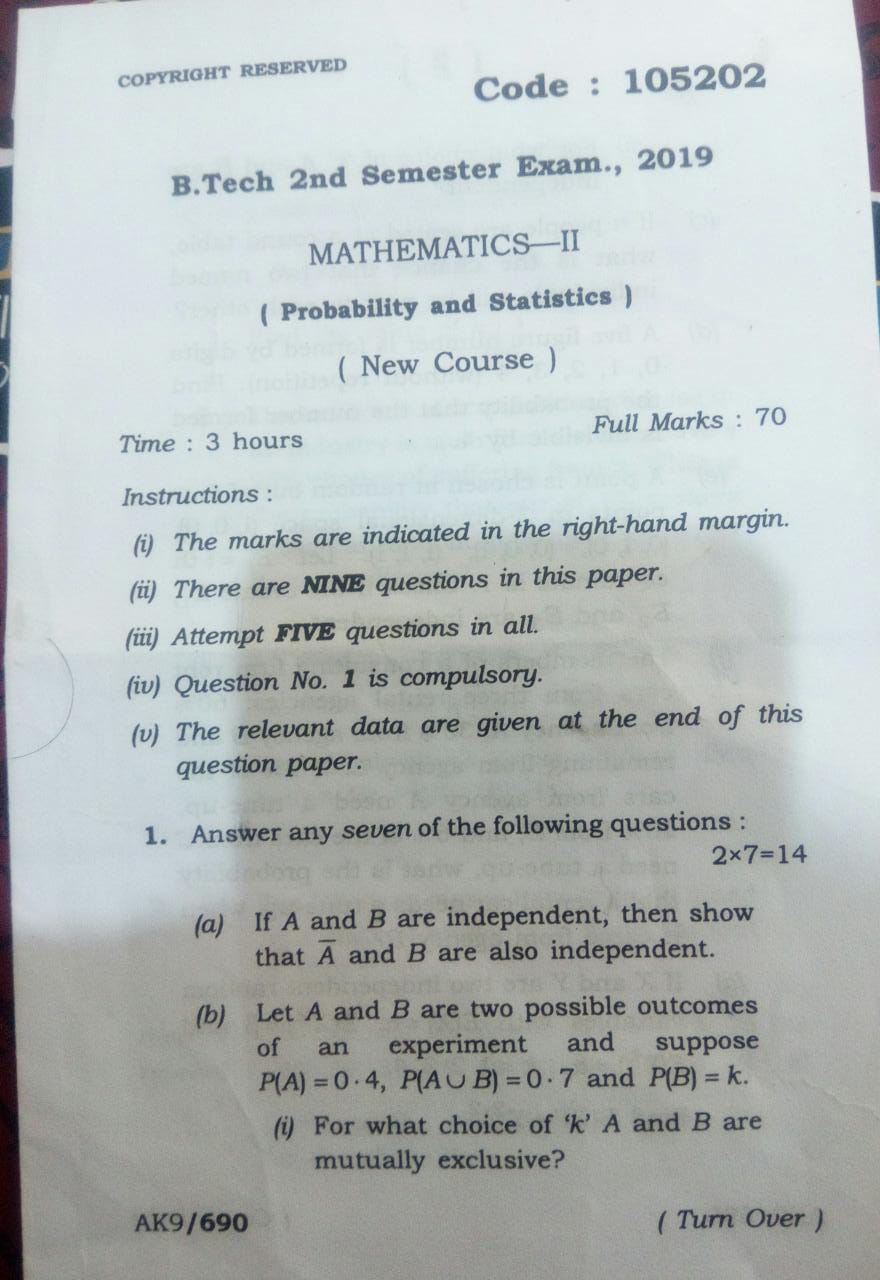 COPYRIGHT RESERVED
Code : 105202
B.Tech 2nd Semester Exam., 2019
MATHEMATICS—II
( Probability and Statistics )
( New Course )
Time : 3 hours
Full Marks : 70
Instructions :
(i) The marks are indicated in the right-hand margin.
(ii) There are NINE questions in this paper.
(iii) Attempt FIVE questions in all.
(iv) Question No. 1 is compulsory.
(v) The relevant data are given at the end of this
question paper.
1. Answer any seven of the following questions :
2×7=14
(a) If A and B are independent, then show
that A̅ and B are also independent.
(b) Let A and B are two possible outcomes
of an experiment and suppose
P(A) = 0·4, P(A ∪ B) = 0·7 and P(B) = k.
(i) For what choice of ‘k’ A and B are
mutually exclusive?
AK9/690
( Turn Over )